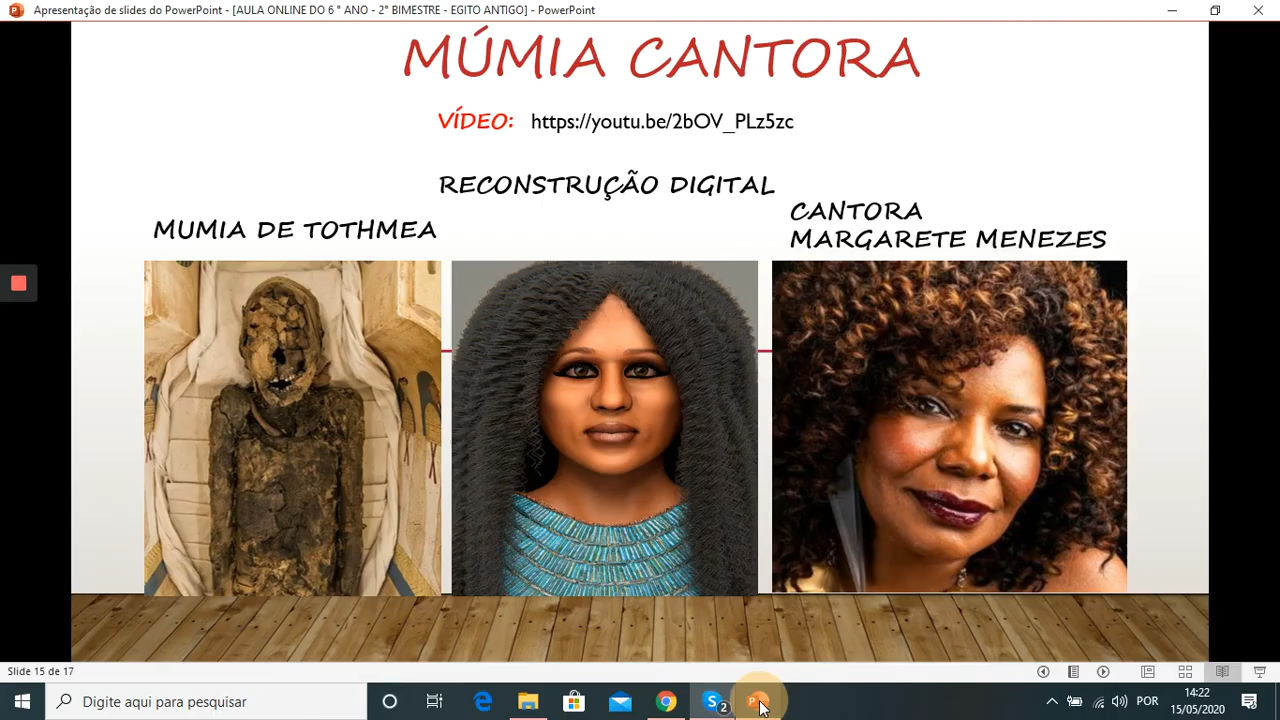 Apresentação de slides do PowerPoint - [AULA ONLINE DO 6 ° ANO - 2° BIMESTRE - EGITO ANTIGO] - PowerPoint
MÚMIA CANTORA
VÍDEO: https://youtu.be/2bOV_PLz5zc
RECONSTRUÇÃO DIGITAL
MUMIA DE TOTHMEA
CANTORA
MARGARETE MENEZES
Slide 15 de 17
Digite aqui para pesquisar
2
POR
14:22
15/05/2020